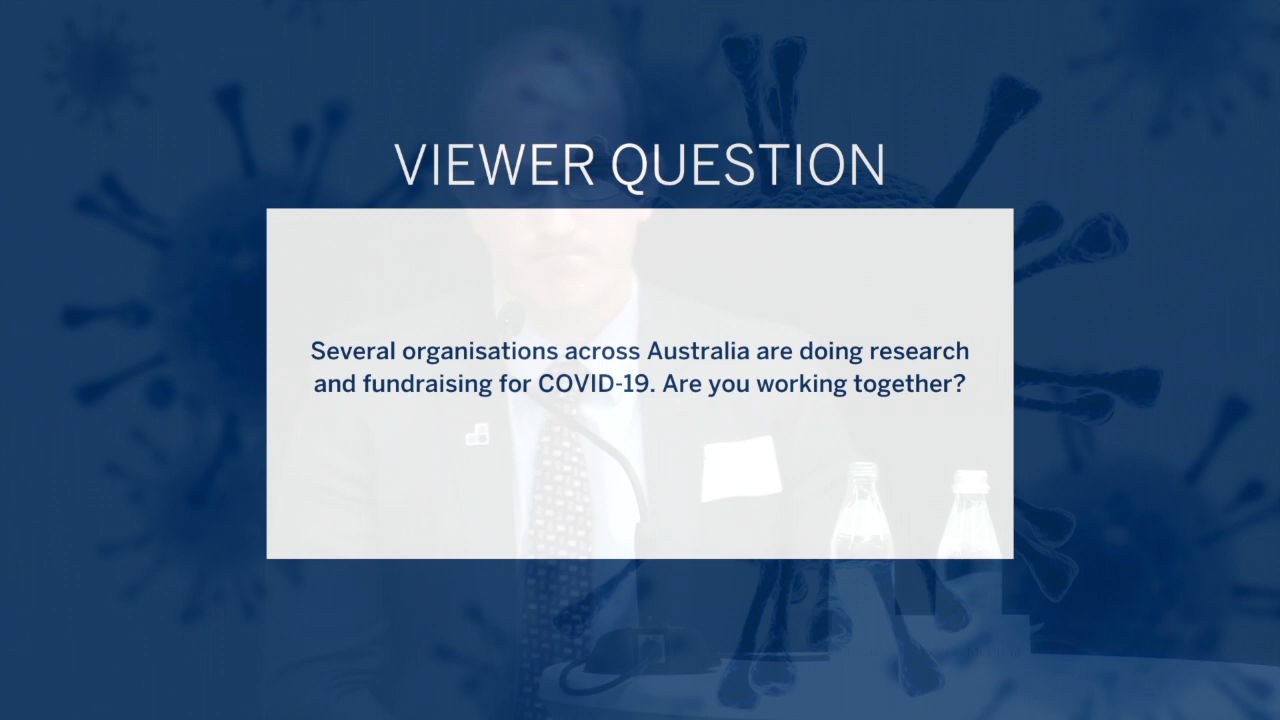 VIEWER QUESTION
Several organisations across Australia are doing research
and fundraising for COVID-19. Are you working together?